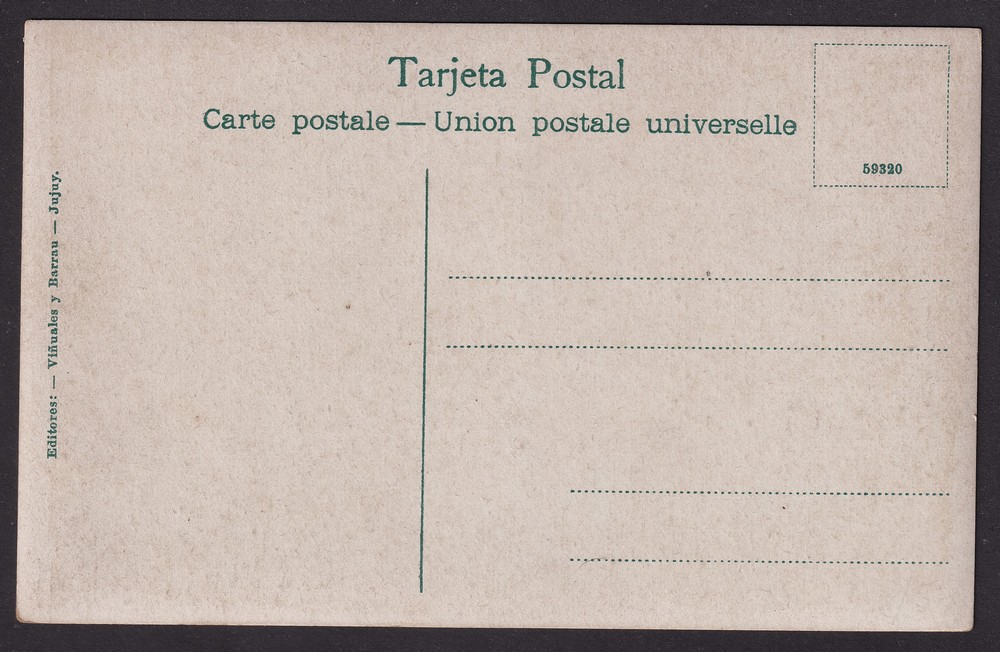 Tarjeta Postal
Carte postale — Union postale universelle
59320
Editores: — Viñuales y Barrau — Jujuy.